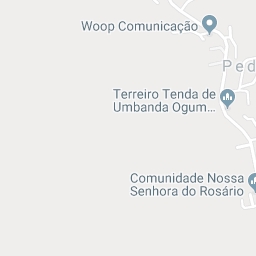 Woop Comunicação
Ped
Terreiro Tenda de
Umbanda Ogum...
Comunidade Nossa
Senhora do Rosário